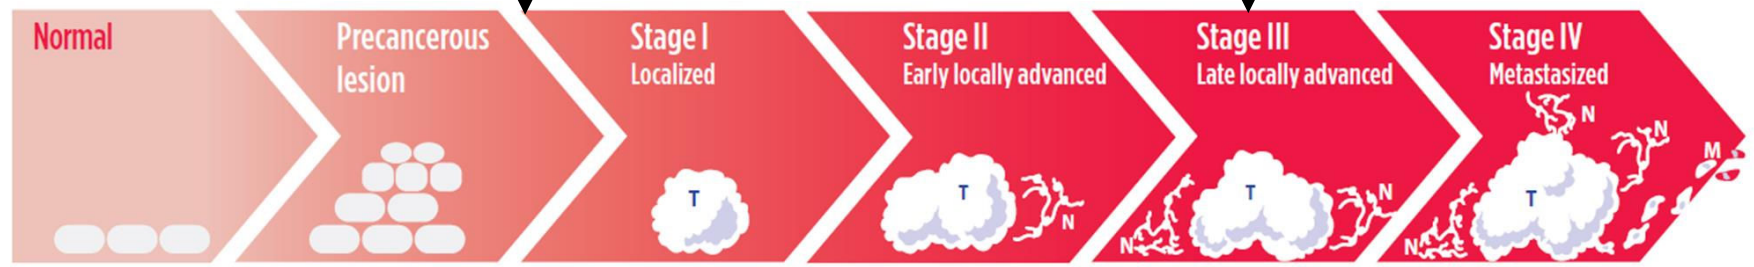 Normal
Precancerous
lesion
Stage I
Localized
T
Stage II
Early locally advanced
T
N
Stage III
Late locally advanced
T
N
N
Stage IV
Metastasized
N
N
M
T
N